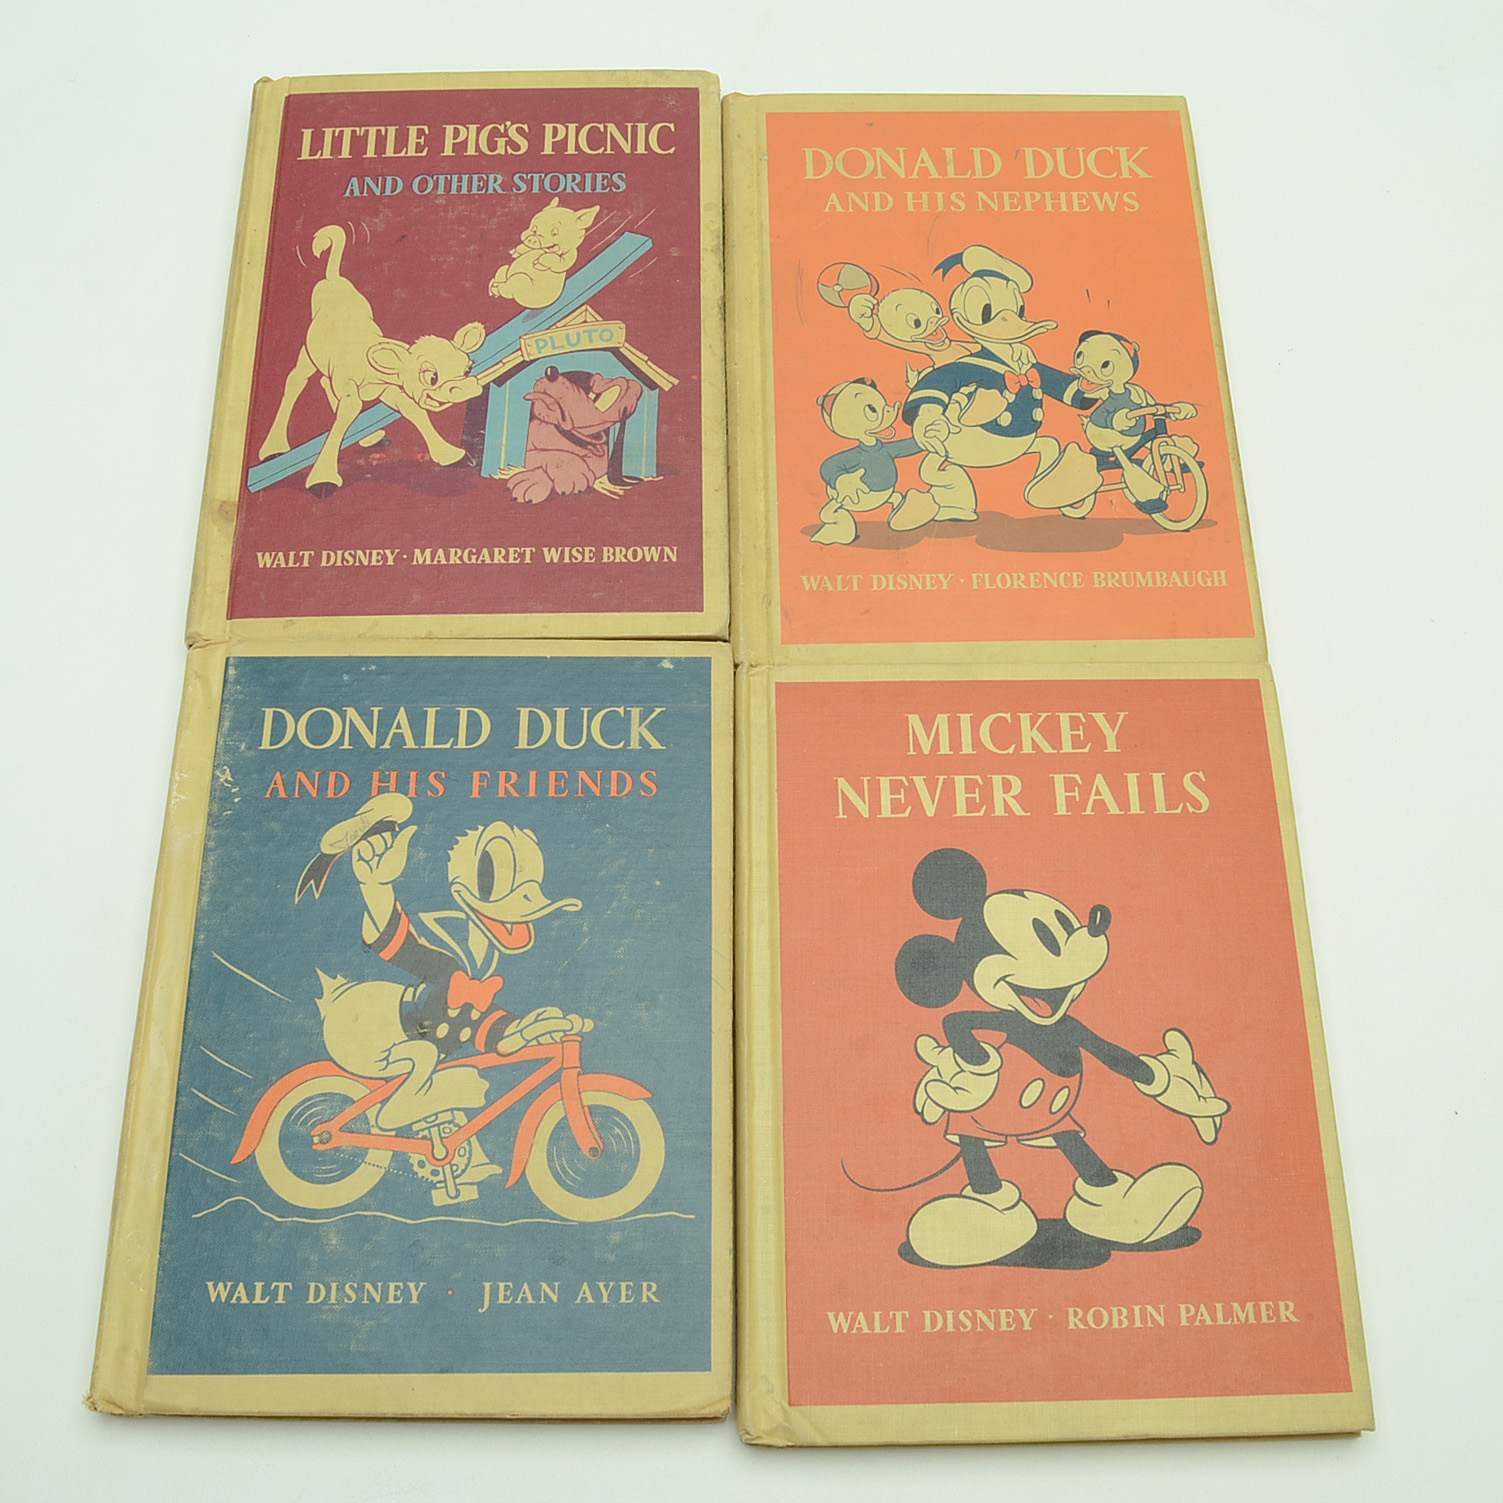 LITTLE PIG'S PICNIC
AND OTHER STORIES
PLUTO
WALT DISNEY · MARGARET WISE BROWN
DONALD DUCK
AND HIS NEPHEWS
WALT DISNEY · FLORENCE BRUMBAUGH
DONALD DUCK
AND HIS FRIENDS
WALT DISNEY · JEAN AYER
MICKEY
NEVER FAILS
WALT DISNEY · ROBIN PALMER